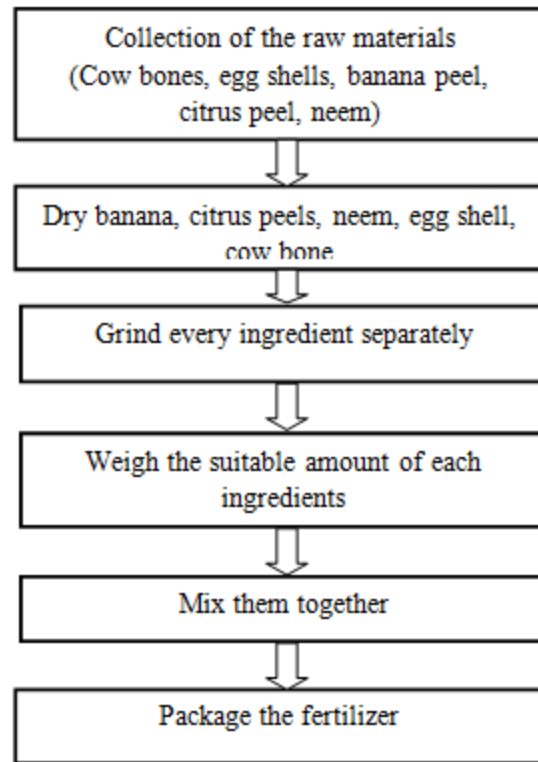 Collection of the raw materials
(Cow bones, egg shells, banana peel,
citrus peel, neem)
Dry banana, citrus peels, neem, egg shell,
cow bone
Grind every ingredient separately
Weigh the suitable amount of each
ingredients
Mix them together
Package the fertilizer